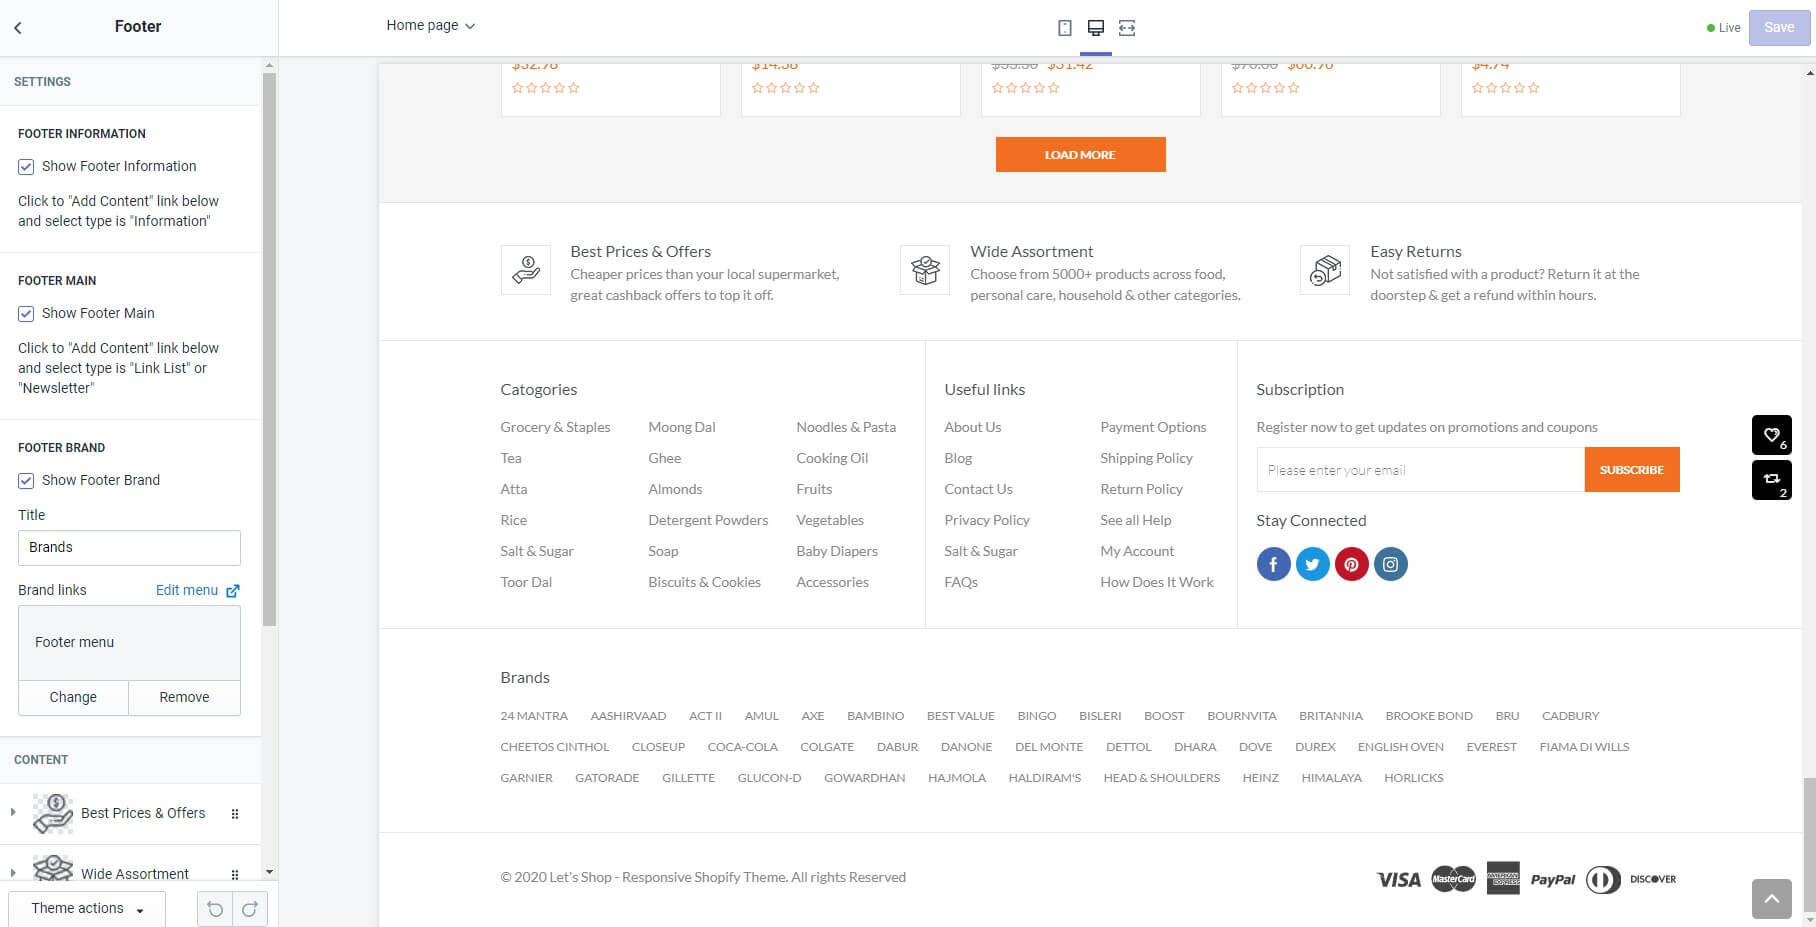 Footer
Home page
Live
Save
SETTINGS
FOOTER INFORMATION
Show Footer Information
Click to "Add Content" link below
and select type is "Information"
FOOTER MAIN
Show Footer Main
Click to "Add Content" link below
and select type is "Link List" or
"Newsletter"
FOOTER BRAND
Show Footer Brand
Title
Brands
Brand links Edit menu
Footer menu
Change Remove
CONTENT
Best Prices & Offers
Wide Assortment
Theme actions
$32.98 $14.38 $31.42 $60.98 $4.74
LOAD MORE
Best Prices & Offers
Cheaper prices than your local supermarket,
great cashback offers to top it off.
Wide Assortment
Choose from 5000+ products across food,
personal care, household & other categories.
Easy Returns
Not satisfied with a product? Return it at the
doorstep & get a refund within hours.
Catogories
Grocery & Staples Moong Dal Noodles & Pasta
Tea Ghee Cooking Oil
Atta Almonds Fruits
Rice Detergent Powders Vegetables
Salt & Sugar Soap Baby Diapers
Toor Dal Biscuits & Cookies Accessories
Useful links
About Us Payment Options
Blog Shipping Policy
Contact Us Return Policy
Privacy Policy See all Help
Salt & Sugar My Account
FAQs How Does It Work
Subscription
Register now to get updates on promotions and coupons
Please enter your email SUBSCRIBE
Stay Connected
6
2
Brands
24 MANTRA AASHIRVAAD ACT II AMUL AXE BAMBINO BEST VALUE BINGO BISLERI BOOST BOURNVITA BRITANNIA BROOKE BOND BRU CADBURY
CHEETOS CINTHOL CLOSEUP COCA-COLA COLGATE DABUR DANONE DEL MONTE DETTOL DHARA DOVE DUREX ENGLISH OVEN EVEREST FIAMA DI WILLS
GARNIER GATORADE GILLETTE GLUCON-D GOWARDHAN HAJMOLA HALDIRAM'S HEAD & SHOULDERS HEINZ HIMALAYA HORLICKS
© 2020 Let's Shop - Responsive Shopify Theme. All rights Reserved
VISA MasterCard AMERICAN EXPRESS PayPal DISCOVER